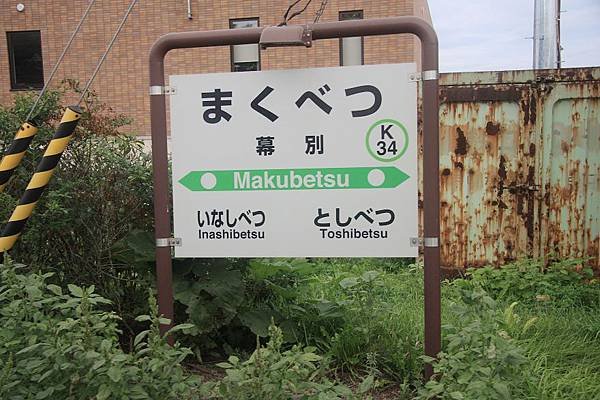 まくべつ
幕別
K
34
Makubetsu
いなしべつ
Inashibetsu
としべつ
Toshibetsu